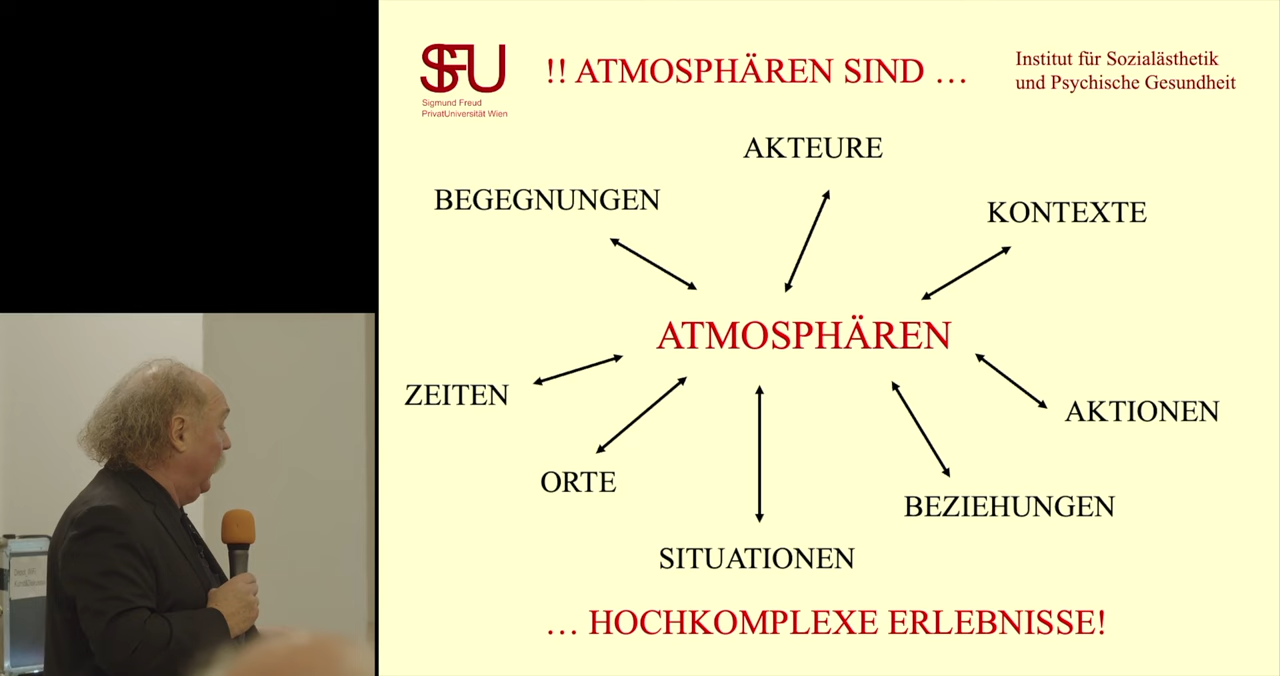 SFU
Sigmund Freud
PrivatUniversität Wien
!! ATMOSPHÄREN SIND …
Institut für Sozialästhetik
und Psychische Gesundheit
AKTEURE
BEGEGNUNGEN
KONTEXTE
ATMOSPHÄREN
ZEITEN
AKTIONEN
ORTE
BEZIEHUNGEN
SITUATIONEN
… HOCHKOMPLEXE ERLEBNISSE!